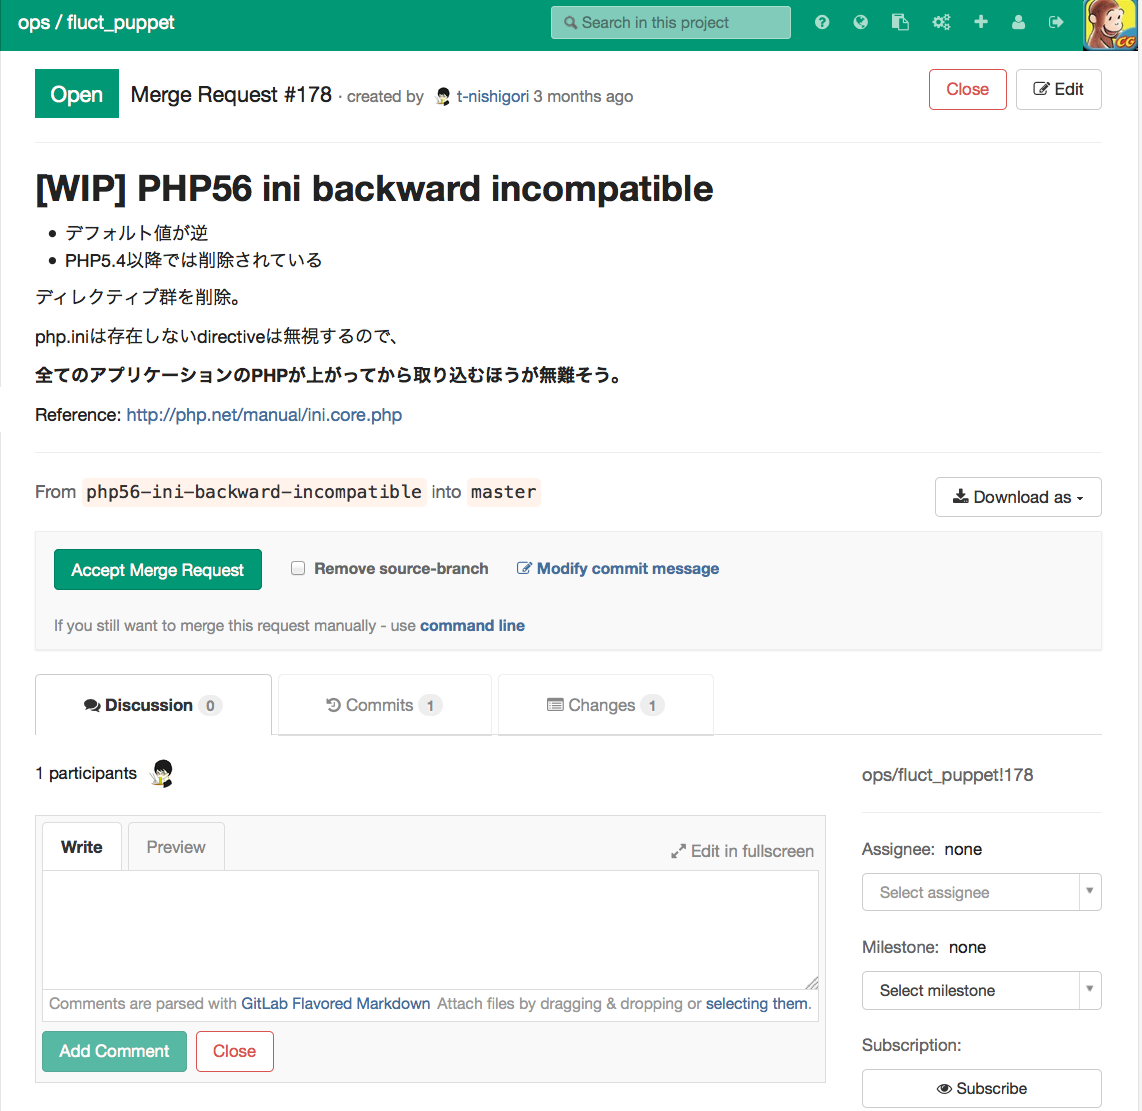 ops / fluct_puppet
Search in this project
CG
Open Merge Request #178 · created by t-nishigori 3 months ago
Close Edit
[WIP] PHP56 ini backward incompatible
• デフォルト値が逆
• PHP5.4以降では削除されている
ディレクティブ群を削除。
php.iniは存在しないdirectiveは無視するので、
全てのアプリケーションのPHPが上がってから取り込むほうが無難そう。
Reference: http://php.net/manual/ini.core.php
From php56-ini-backward-incompatible into master
Download as
Accept Merge Request Remove source-branch Modify commit message
If you still want to merge this request manually - use command line
Discussion 0 Commits 1 Changes 1
1 participants
ops/fluct_puppet!178
Write Preview Edit in fullscreen
Comments are parsed with GitLab Flavored Markdown Attach files by dragging & dropping or selecting them.
Add Comment Close
Assignee: none
Select assignee
Milestone: none
Select milestone
Subscription:
Subscribe